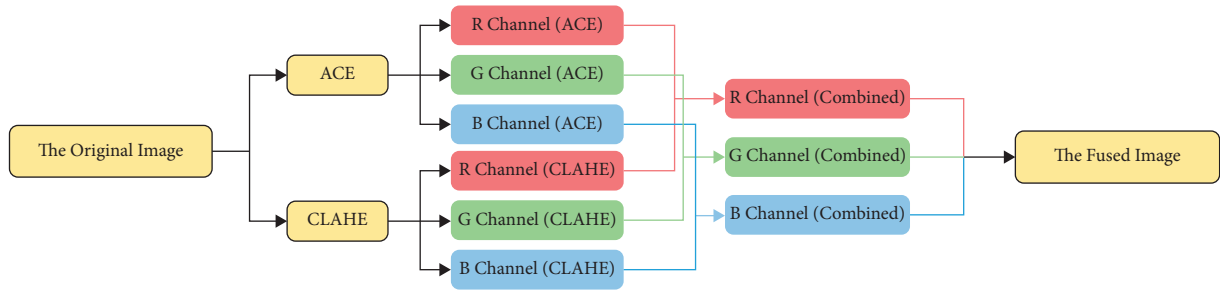 The Original Image
ACE
CLAHE
R Channel (ACE)
G Channel (ACE)
B Channel (ACE)
R Channel (CLAHE)
G Channel (CLAHE)
B Channel (CLAHE)
R Channel (Combined)
G Channel (Combined)
B Channel (Combined)
The Fused Image